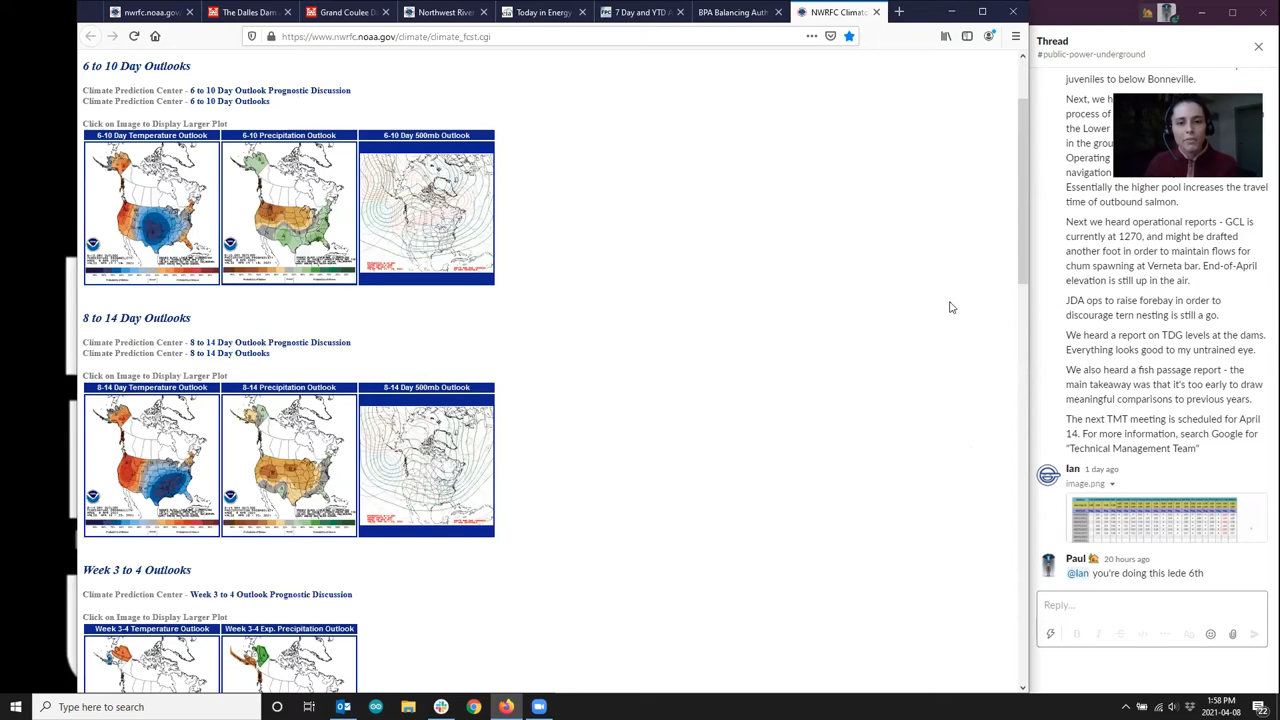 nwrfc.noaa.gov
The Dalles Dam
Grand Coulee D
Northwest River
Today in Energy
7 Day and YTD A
BPA Balancing Auth
NWRFC Climatc
https://www.nwrfc.noaa.gov/climate/climate_fcst.cgi
6 to 10 Day Outlooks
Climate Prediction Center - 6 to 10 Day Outlook Prognostic Discussion
Climate Prediction Center - 6 to 10 Day Outlooks
Click on Image to Display Larger Plot
6-10 Day Temperature Outlook
6-10 Precipitation Outlook
6-10 Day 500mb Outlook
8 to 14 Day Outlooks
Climate Prediction Center - 8 to 14 Day Outlook Prognostic Discussion
Climate Prediction Center - 8 to 14 Day Outlooks
Click on Image to Display Larger Plot
8-14 Day Temperature Outlook
8-14 Precipitation Outlook
8-14 Day 500mb Outlook
Week 3 to 4 Outlooks
Climate Prediction Center - Week 3 to 4 Outlook Prognostic Discussion
Click on Image to Display Larger Plot
Week 3-4 Temperature Outlook
Week 3-4 Exp. Precipitation Outlook
Thread
#public-power-underground
juveniles to below Bonneville.
Next, we h
process of
the Lower
in the grou
Operating
navigation
Essentially the higher pool increases the travel
time of outbound salmon.
Next we heard operational reports - GCL is
currently at 1270, and might be drafted
another foot in order to maintain flows for
chum spawning at Verneta bar. End-of-April
elevation is still up in the air.
JDA ops to raise forebay in order to
discourage tern nesting is still a go.
We heard a report on TDG levels at the dams.
Everything looks good to my untrained eye.
We also heard a fish passage report - the
main takeaway was that it's too early to draw
meaningful comparisons to previous years.
The next TMT meeting is scheduled for April
14. For more information, search Google for
"Technical Management Team"
Ian 1 day ago
image.png
Paul 20 hours ago
@Ian you're doing this lede 6th
Reply...
Type here to search
1:58 PM
2021-04-08
22